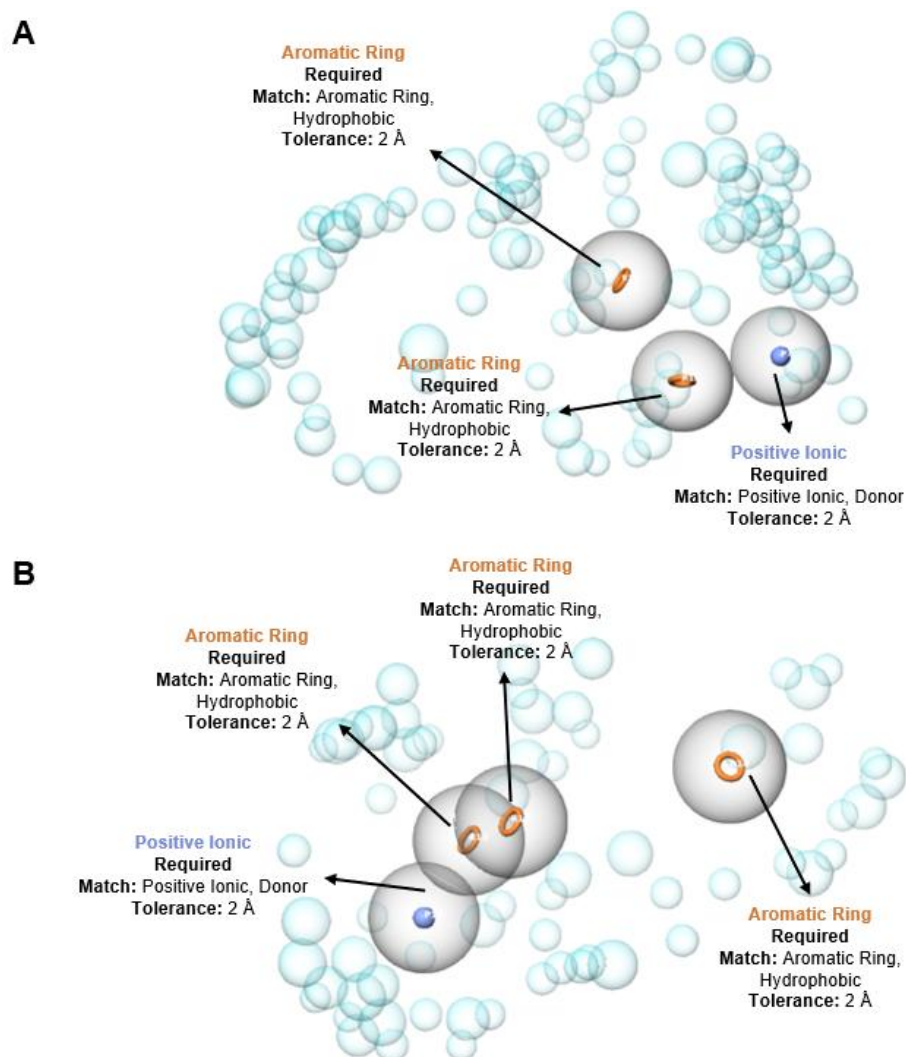 A
Aromatic Ring
Required
Match: Aromatic Ring,
Hydrophobic
Tolerance: 2 Å
Aromatic Ring
Required
Match: Aromatic Ring,
Hydrophobic
Tolerance: 2 Å
Positive Ionic
Required
Match: Positive Ionic, Donor
Tolerance: 2 Å
B
Aromatic Ring
Required
Match: Aromatic Ring,
Hydrophobic
Tolerance: 2 Å
Aromatic Ring
Required
Match: Aromatic Ring,
Hydrophobic
Tolerance: 2 Å
Positive Ionic
Required
Match: Positive Ionic, Donor
Tolerance: 2 Å
Aromatic Ring
Required
Match: Aromatic Ring,
Hydrophobic
Tolerance: 2 Å